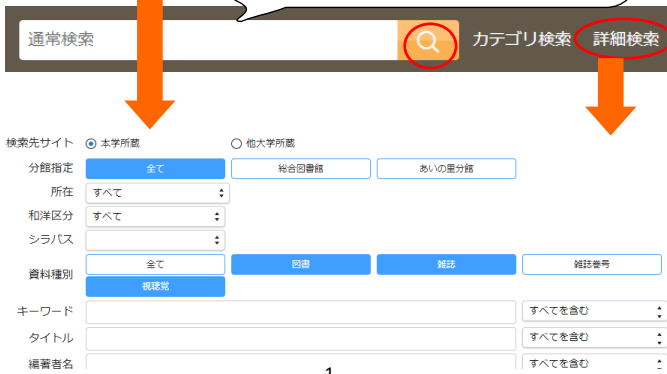 通常検索 カテゴリ検索 詳細検索
検索先サイト 本学所蔵 他大学所蔵
分館指定 全て 総合図書館 あいの里分館
所在 すべて
和洋区分 すべて
シラバス
資料種別 全て 図書 雑誌 雑誌巻号
視聴覚
キーワード すべてを含む
タイトル すべてを含む
編著者名 すべてを含む
1